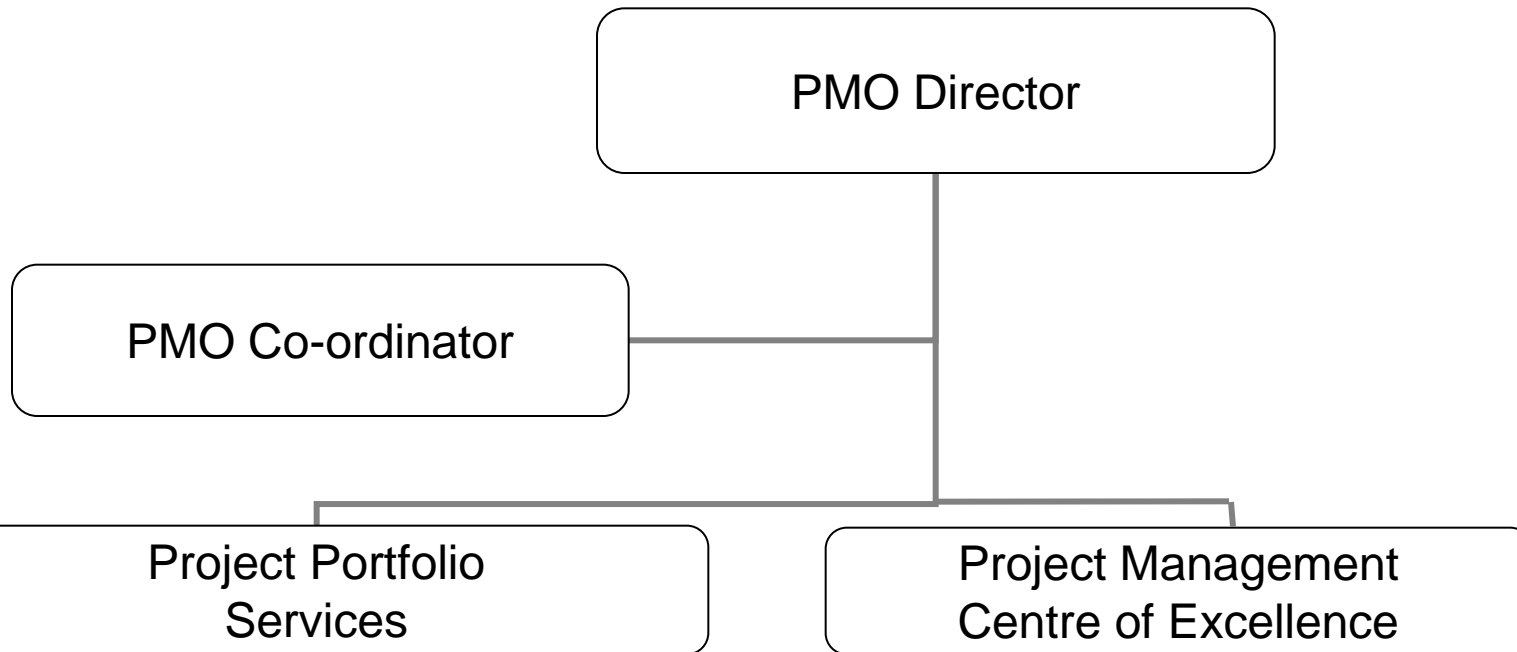 PMO Director
PMO Co-ordinator
Project Portfolio
Services
Project Management
Centre of Excellence